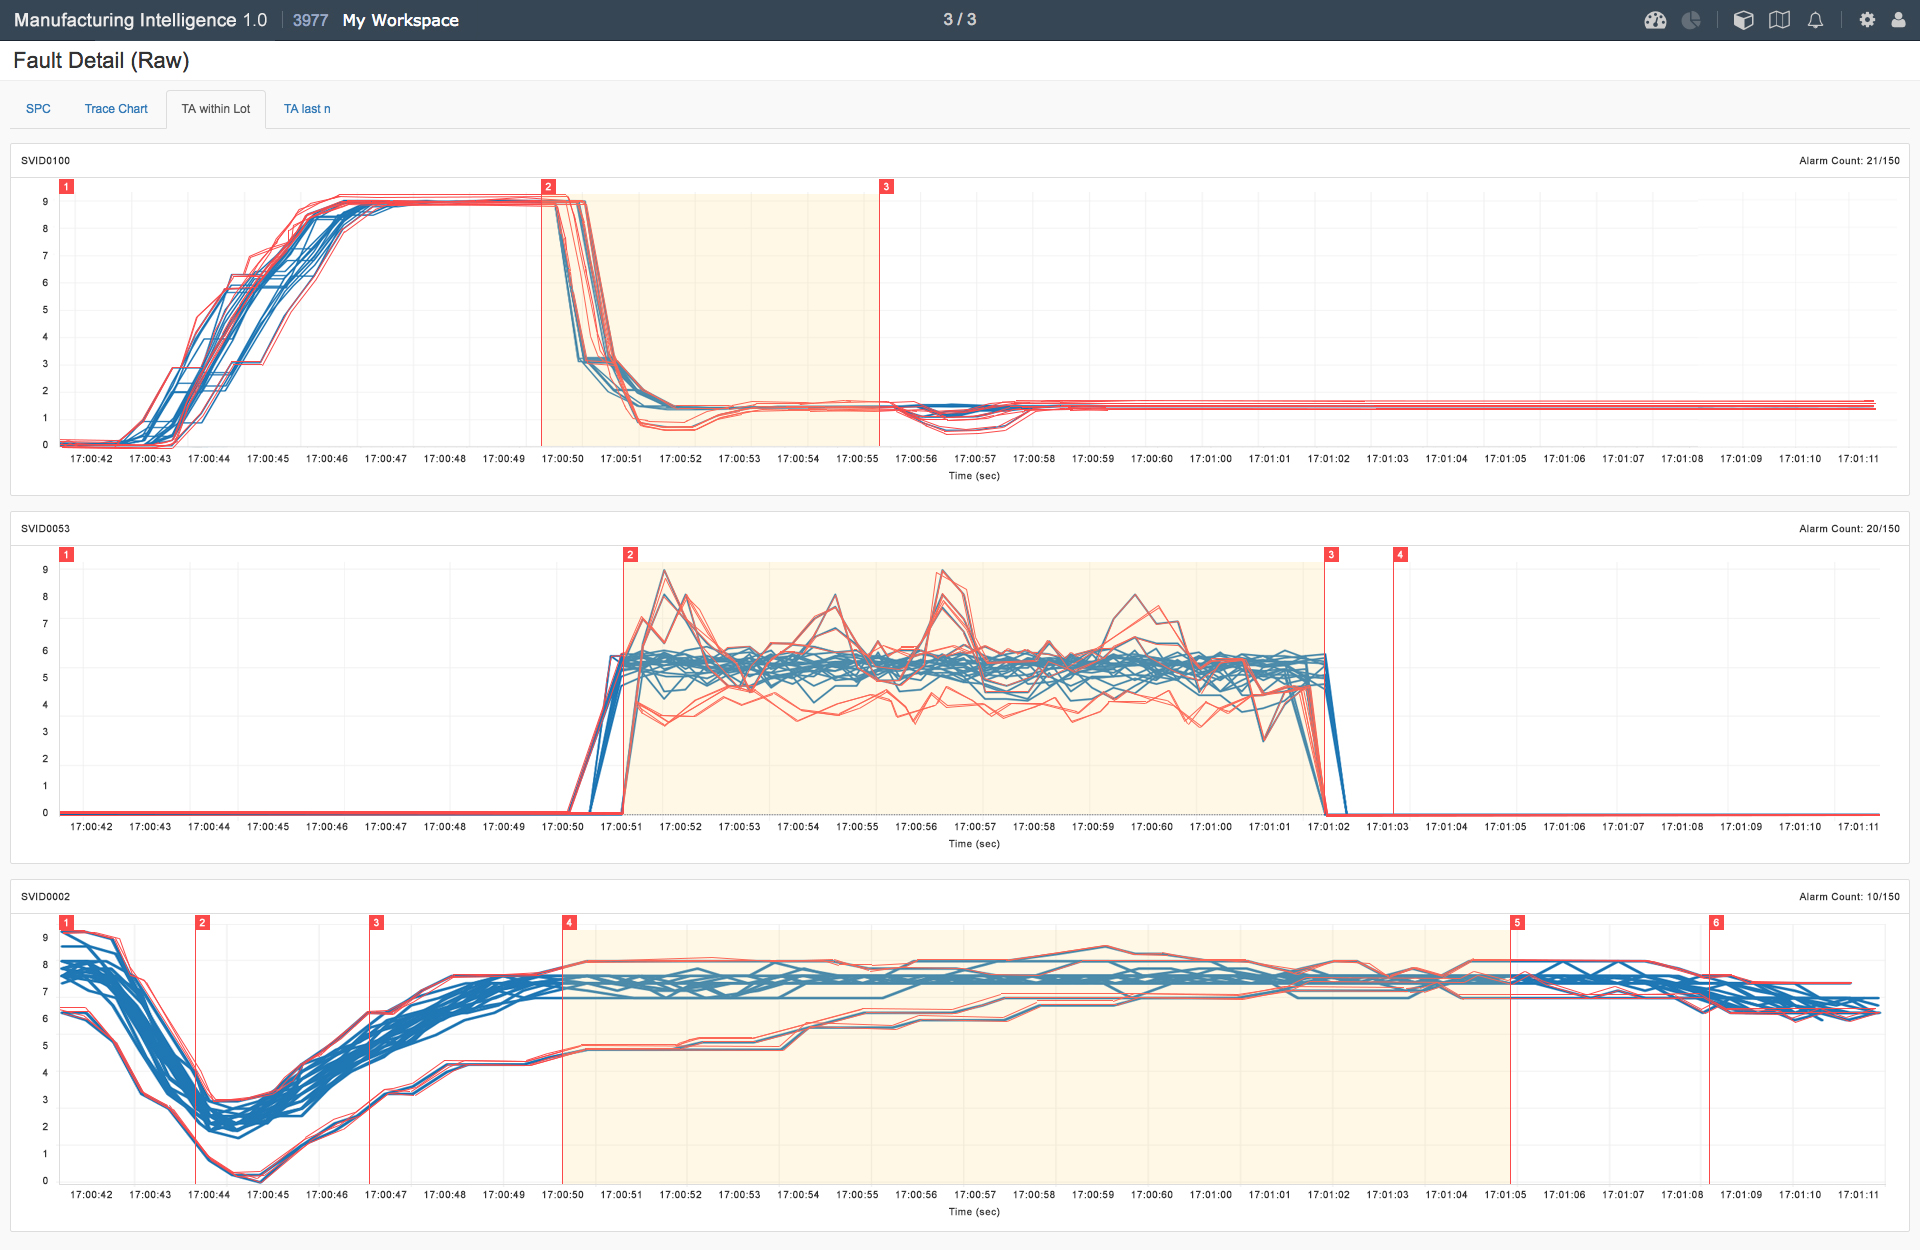 Manufacturing Intelligence 1.0 3977 My Workspace 3 / 3
Fault Detail (Raw)
SPC Trace Chart TA within Lot TA last n
SVID0100 Alarm Count: 21/150
1 2 3
9
8
7
6
5
4
3
2
1
0
17:00:42 17:00:43 17:00:44 17:00:45 17:00:46 17:00:47 17:00:48 17:00:49 17:00:50 17:00:51 17:00:52 17:00:53 17:00:54 17:00:55 17:00:56 17:00:57 17:00:58 17:00:59 17:00:60 17:01:00 17:01:01 17:01:02 17:01:03 17:01:04 17:01:05 17:01:06 17:01:07 17:01:08 17:01:09 17:01:10 17:01:11
Time (sec)
SVID0053 Alarm Count: 20/150
1 2 3 4
9
8
7
6
5
4
3
2
1
0
17:00:42 17:00:43 17:00:44 17:00:45 17:00:46 17:00:47 17:00:48 17:00:49 17:00:50 17:00:51 17:00:52 17:00:53 17:00:54 17:00:55 17:00:56 17:00:57 17:00:58 17:00:59 17:00:60 17:01:00 17:01:01 17:01:02 17:01:03 17:01:04 17:01:05 17:01:06 17:01:07 17:01:08 17:01:09 17:01:10 17:01:11
Time (sec)
SVID0002 Alarm Count: 10/150
1 2 3 4 5 6
9
8
7
6
5
4
3
2
1
0
17:00:42 17:00:43 17:00:44 17:00:45 17:00:46 17:00:47 17:00:48 17:00:49 17:00:50 17:00:51 17:00:52 17:00:53 17:00:54 17:00:55 17:00:56 17:00:57 17:00:58 17:00:59 17:00:60 17:01:00 17:01:01 17:01:02 17:01:03 17:01:04 17:01:05 17:01:06 17:01:07 17:01:08 17:01:09 17:01:10 17:01:11
Time (sec)